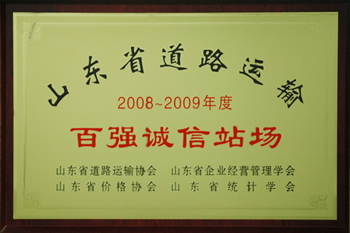 山东省道路运输
2008~2009年度
百强诚信站场
山东省道路运输协会 山东省企业经营管理学会
山东省价格协会 山东省统计学会